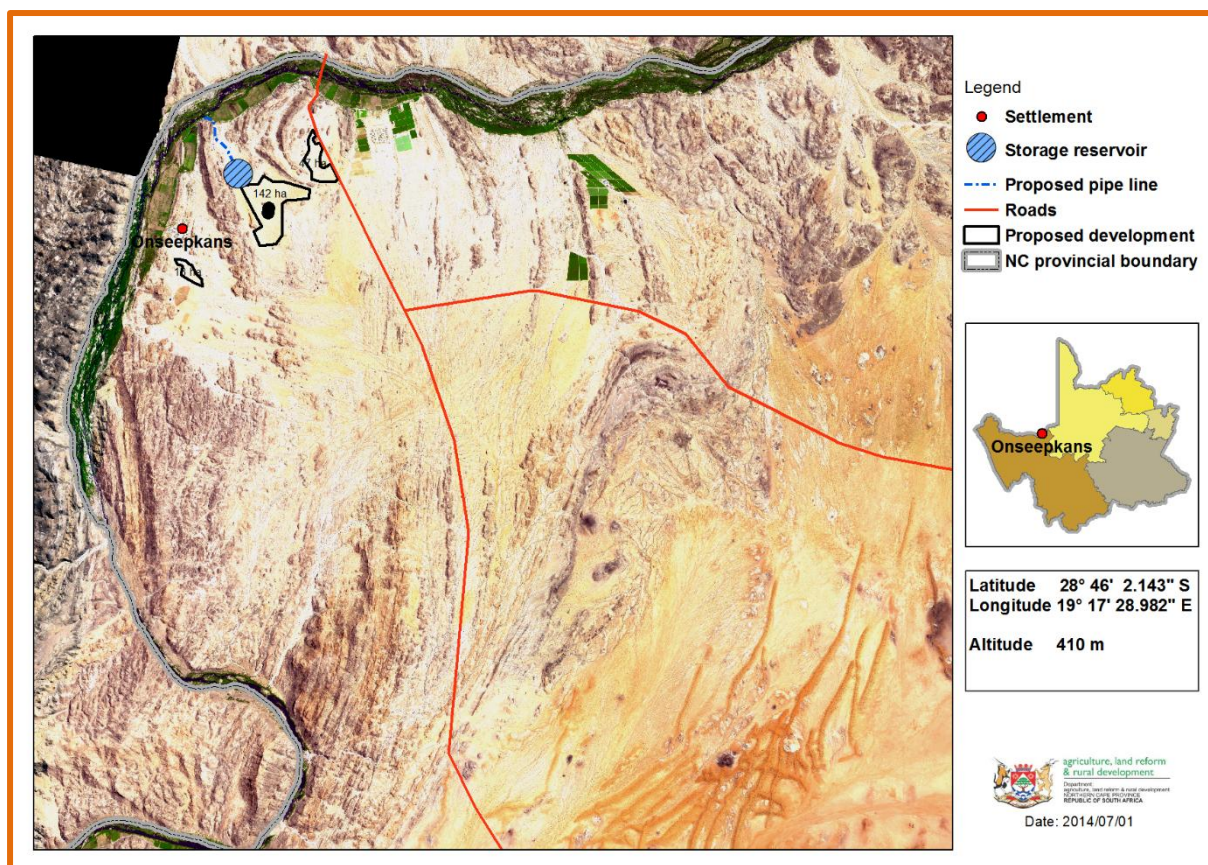 142 ha
Onseepkans
Legend
Settlement
Storage reservoir
Proposed pipe line
Roads
Proposed development
NC provincial boundary
Onseepkans
Latitude 28° 46' 2.143" S
Longitude 19° 17' 28.982" E
Altitude 410 m
agriculture, land reform
& rural development
Department
agriculture, land reform & rural development
NORTHERN CAPE PROVINCE
REPUBLIC OF SOUTH AFRICA
Date: 2014/07/01